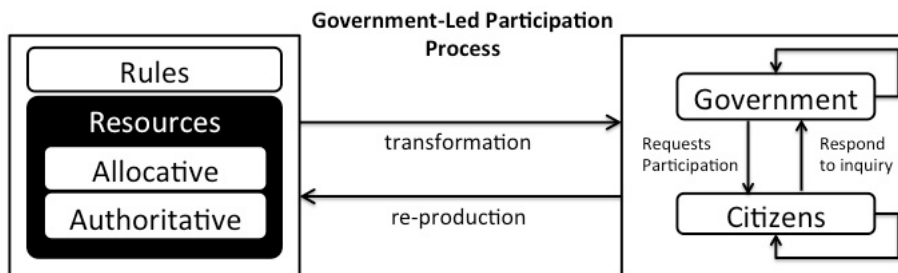 Government-Led Participation
Process
Rules
Resources
Allocative
Authoritative
transformation
re-production
Government
Requests
Participation
Respond
to inquiry
Citizens